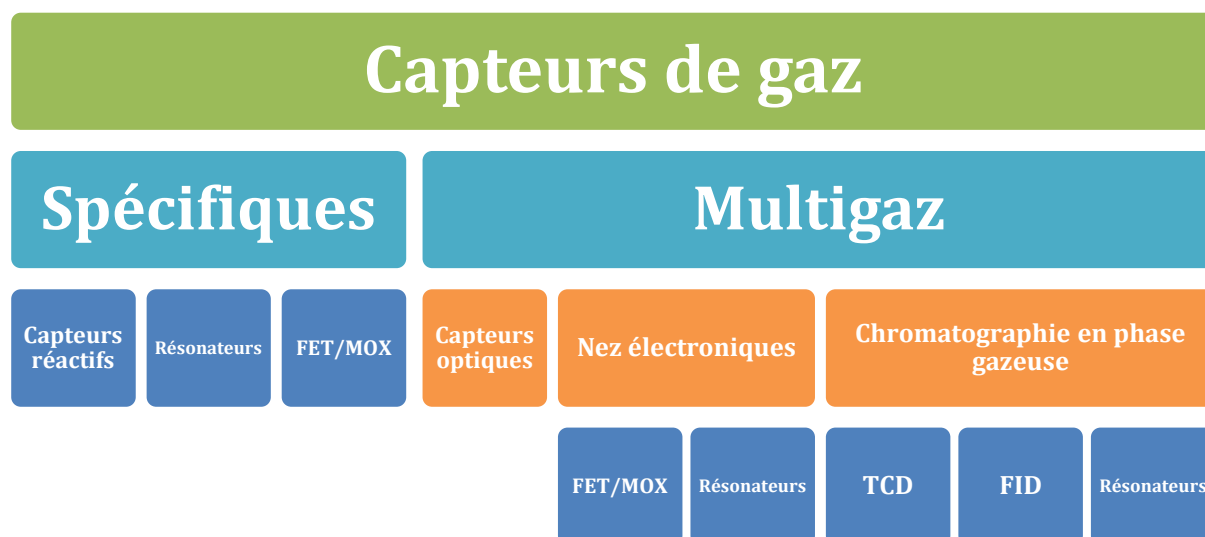 Capteurs de gaz
Spécifiques
Multigaz
Capteurs
réactifs
Résonateurs
FET/MOX
Capteurs
optiques
Nez électroniques
Chromatographie en phase
gazeuse
FET/MOX
Résonateurs
TCD
FID
Résonateurs